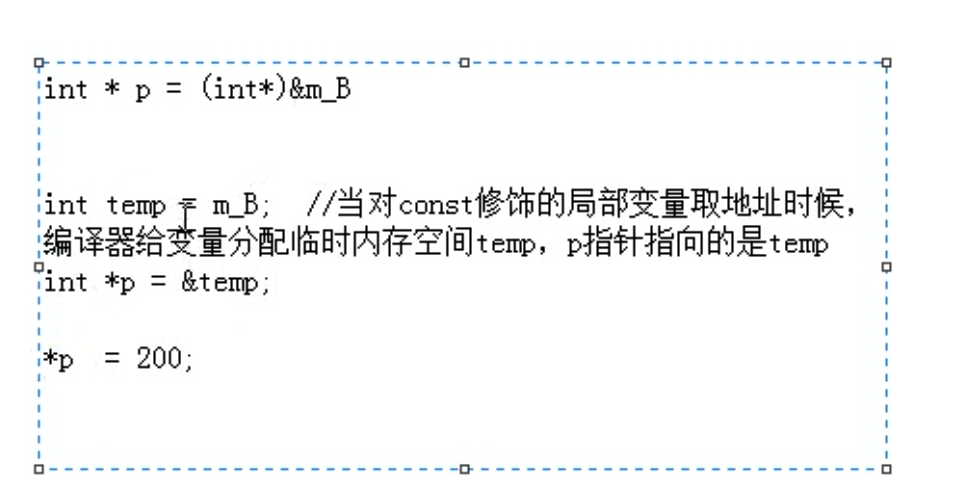 int * p = (int*)&m_B
int temp = m_B;  //当对const修饰的局部变量取地址时候，
编译器给变量分配临时内存空间temp，p指针指向的是temp
int *p = &temp;
*p  = 200;